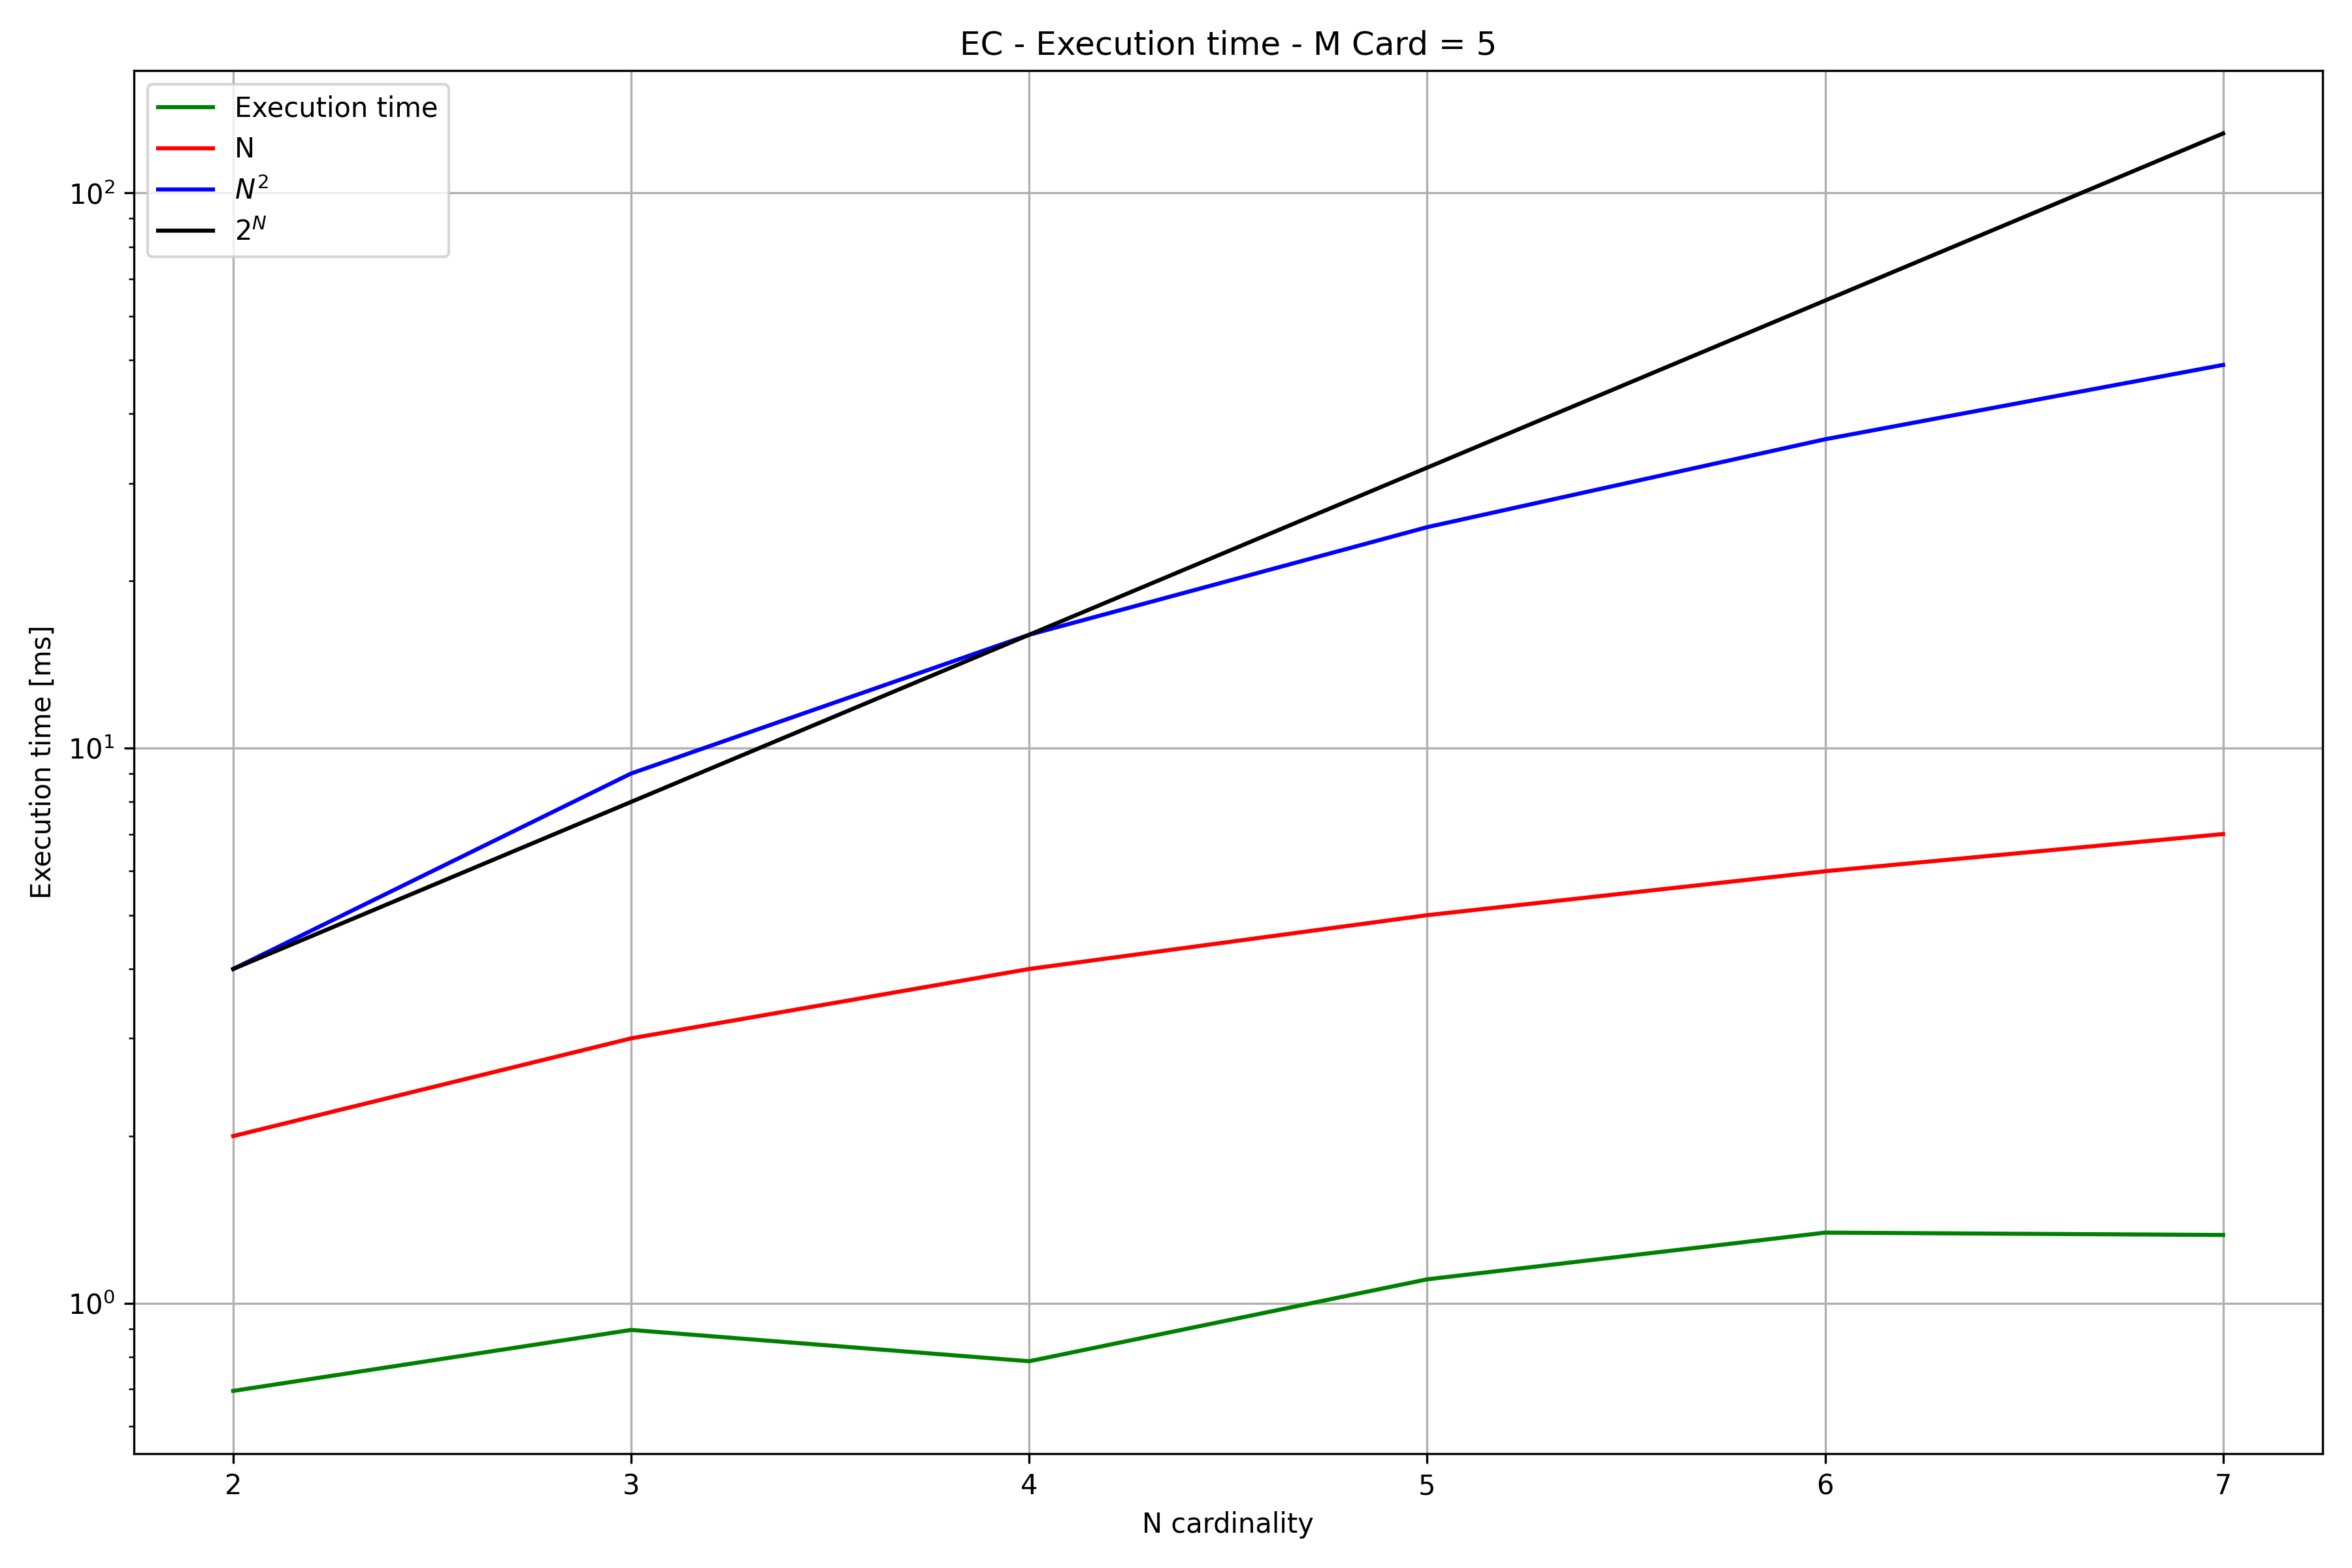 EC - Execution time - M Card = 5
Execution time
N
N²
2ᴺ
10²
10¹
10⁰
Execution time [ms]
2 3 4 5 6 7
N cardinality